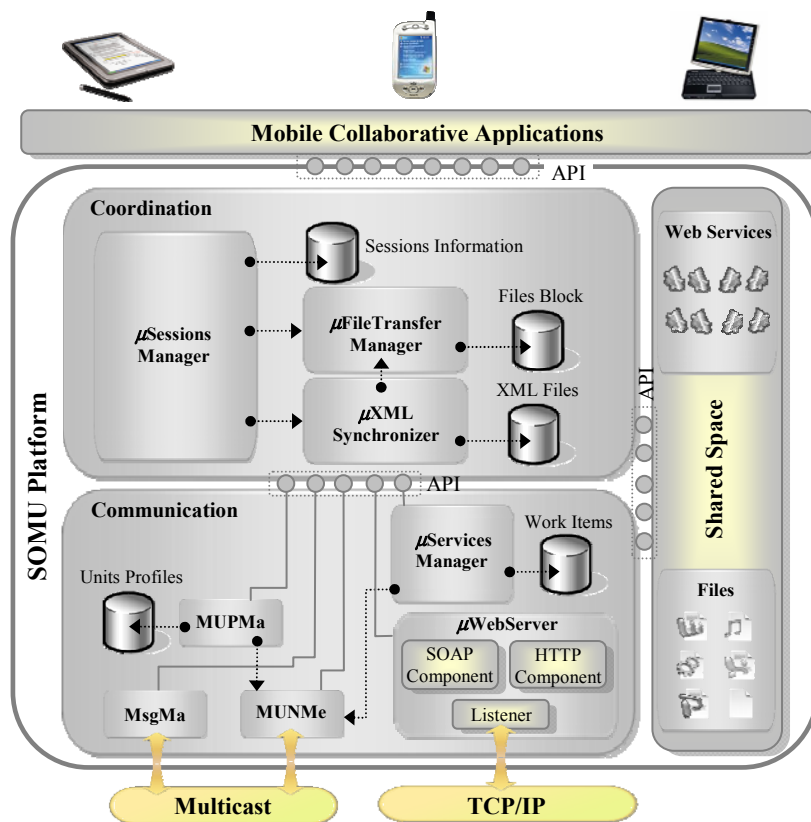 Mobile Collaborative Applications
API
Coordination
Sessions Information
Web Services
Files Block
µSessions
Manager
µFileTransfer
Manager
XML Files
µXML
Synchronizer
API
Shared Space
SOMU Platform
API
Communication
µServices
Manager
Work Items
Units Profiles
MUPMa
µWebServer
SOAP
Component
HTTP
Component
Files
MsgMa
MUNMe
Listener
Multicast
TCP/IP